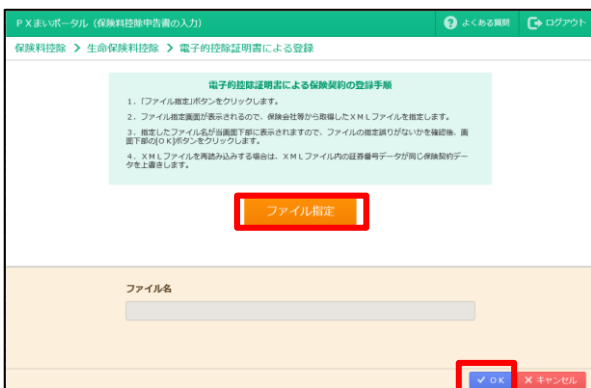 PXまいポータル（保険料控除申告書の入力）
? よくある質問
ログアウト
保険料控除 > 生命保険料控除 > 電子的控除証明書による登録
電子的控除証明書による保険契約の登録手順
1．「ファイル指定」ボタンをクリックします。
2．ファイル指定画面が表示されるので、保険会社等から取得したXMLファイルを指定します。
3．指定したファイル名が当画面下部に表示されますので、ファイルの指定誤りがないかを確認後、画
面下部の[OK]ボタンをクリックします。
4．XMLファイルを再読み込みする場合は、XMLファイル内の証券番号データが同じ保険契約デー
タを上書きします。
ファイル指定
ファイル名
✓ OK
× キャンセル